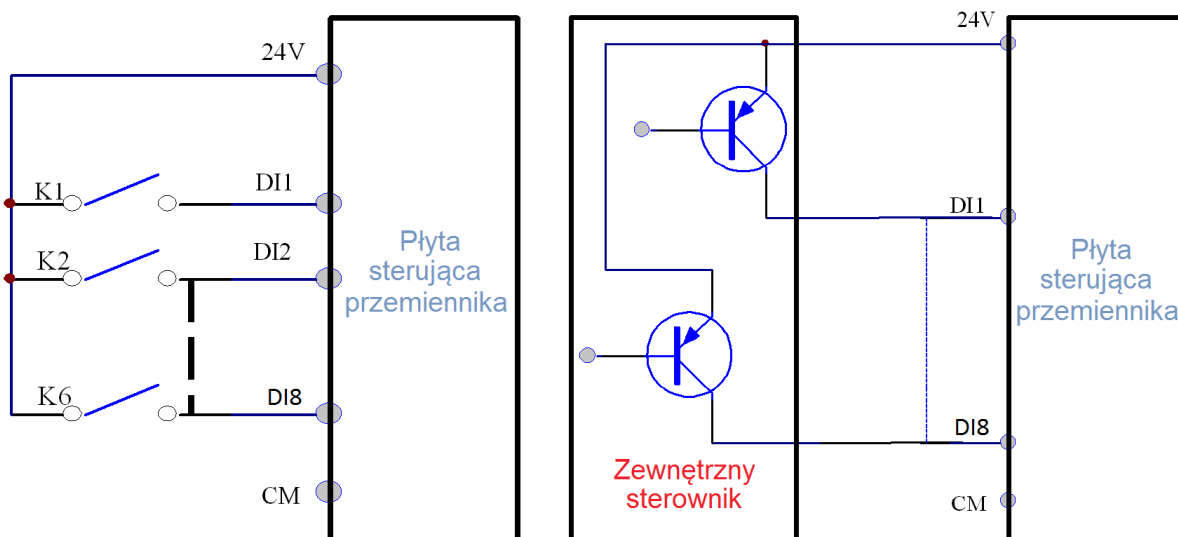 24V
K1
DI1
K2
DI2
K6
DI8
CM
Płyta
sterująca
przemiennika
24V
DI1
DI8
CM
Zewnętrzny
sterownik
Płyta
sterująca
przemiennika